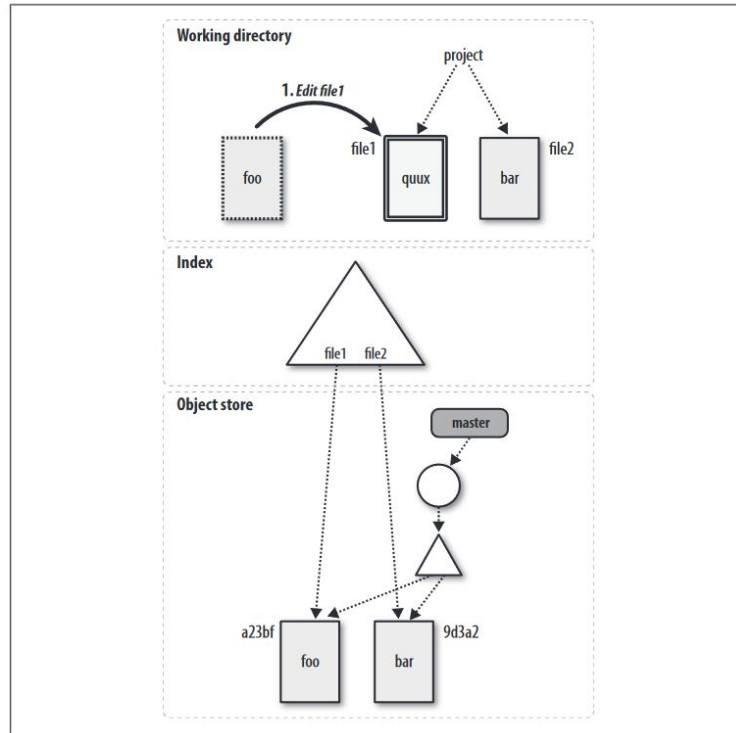 Working directory
project
1. Edit file1
file1
file2
foo
quux
bar
Index
file1 file2
Object store
master
a23bf
9d3a2
foo
bar